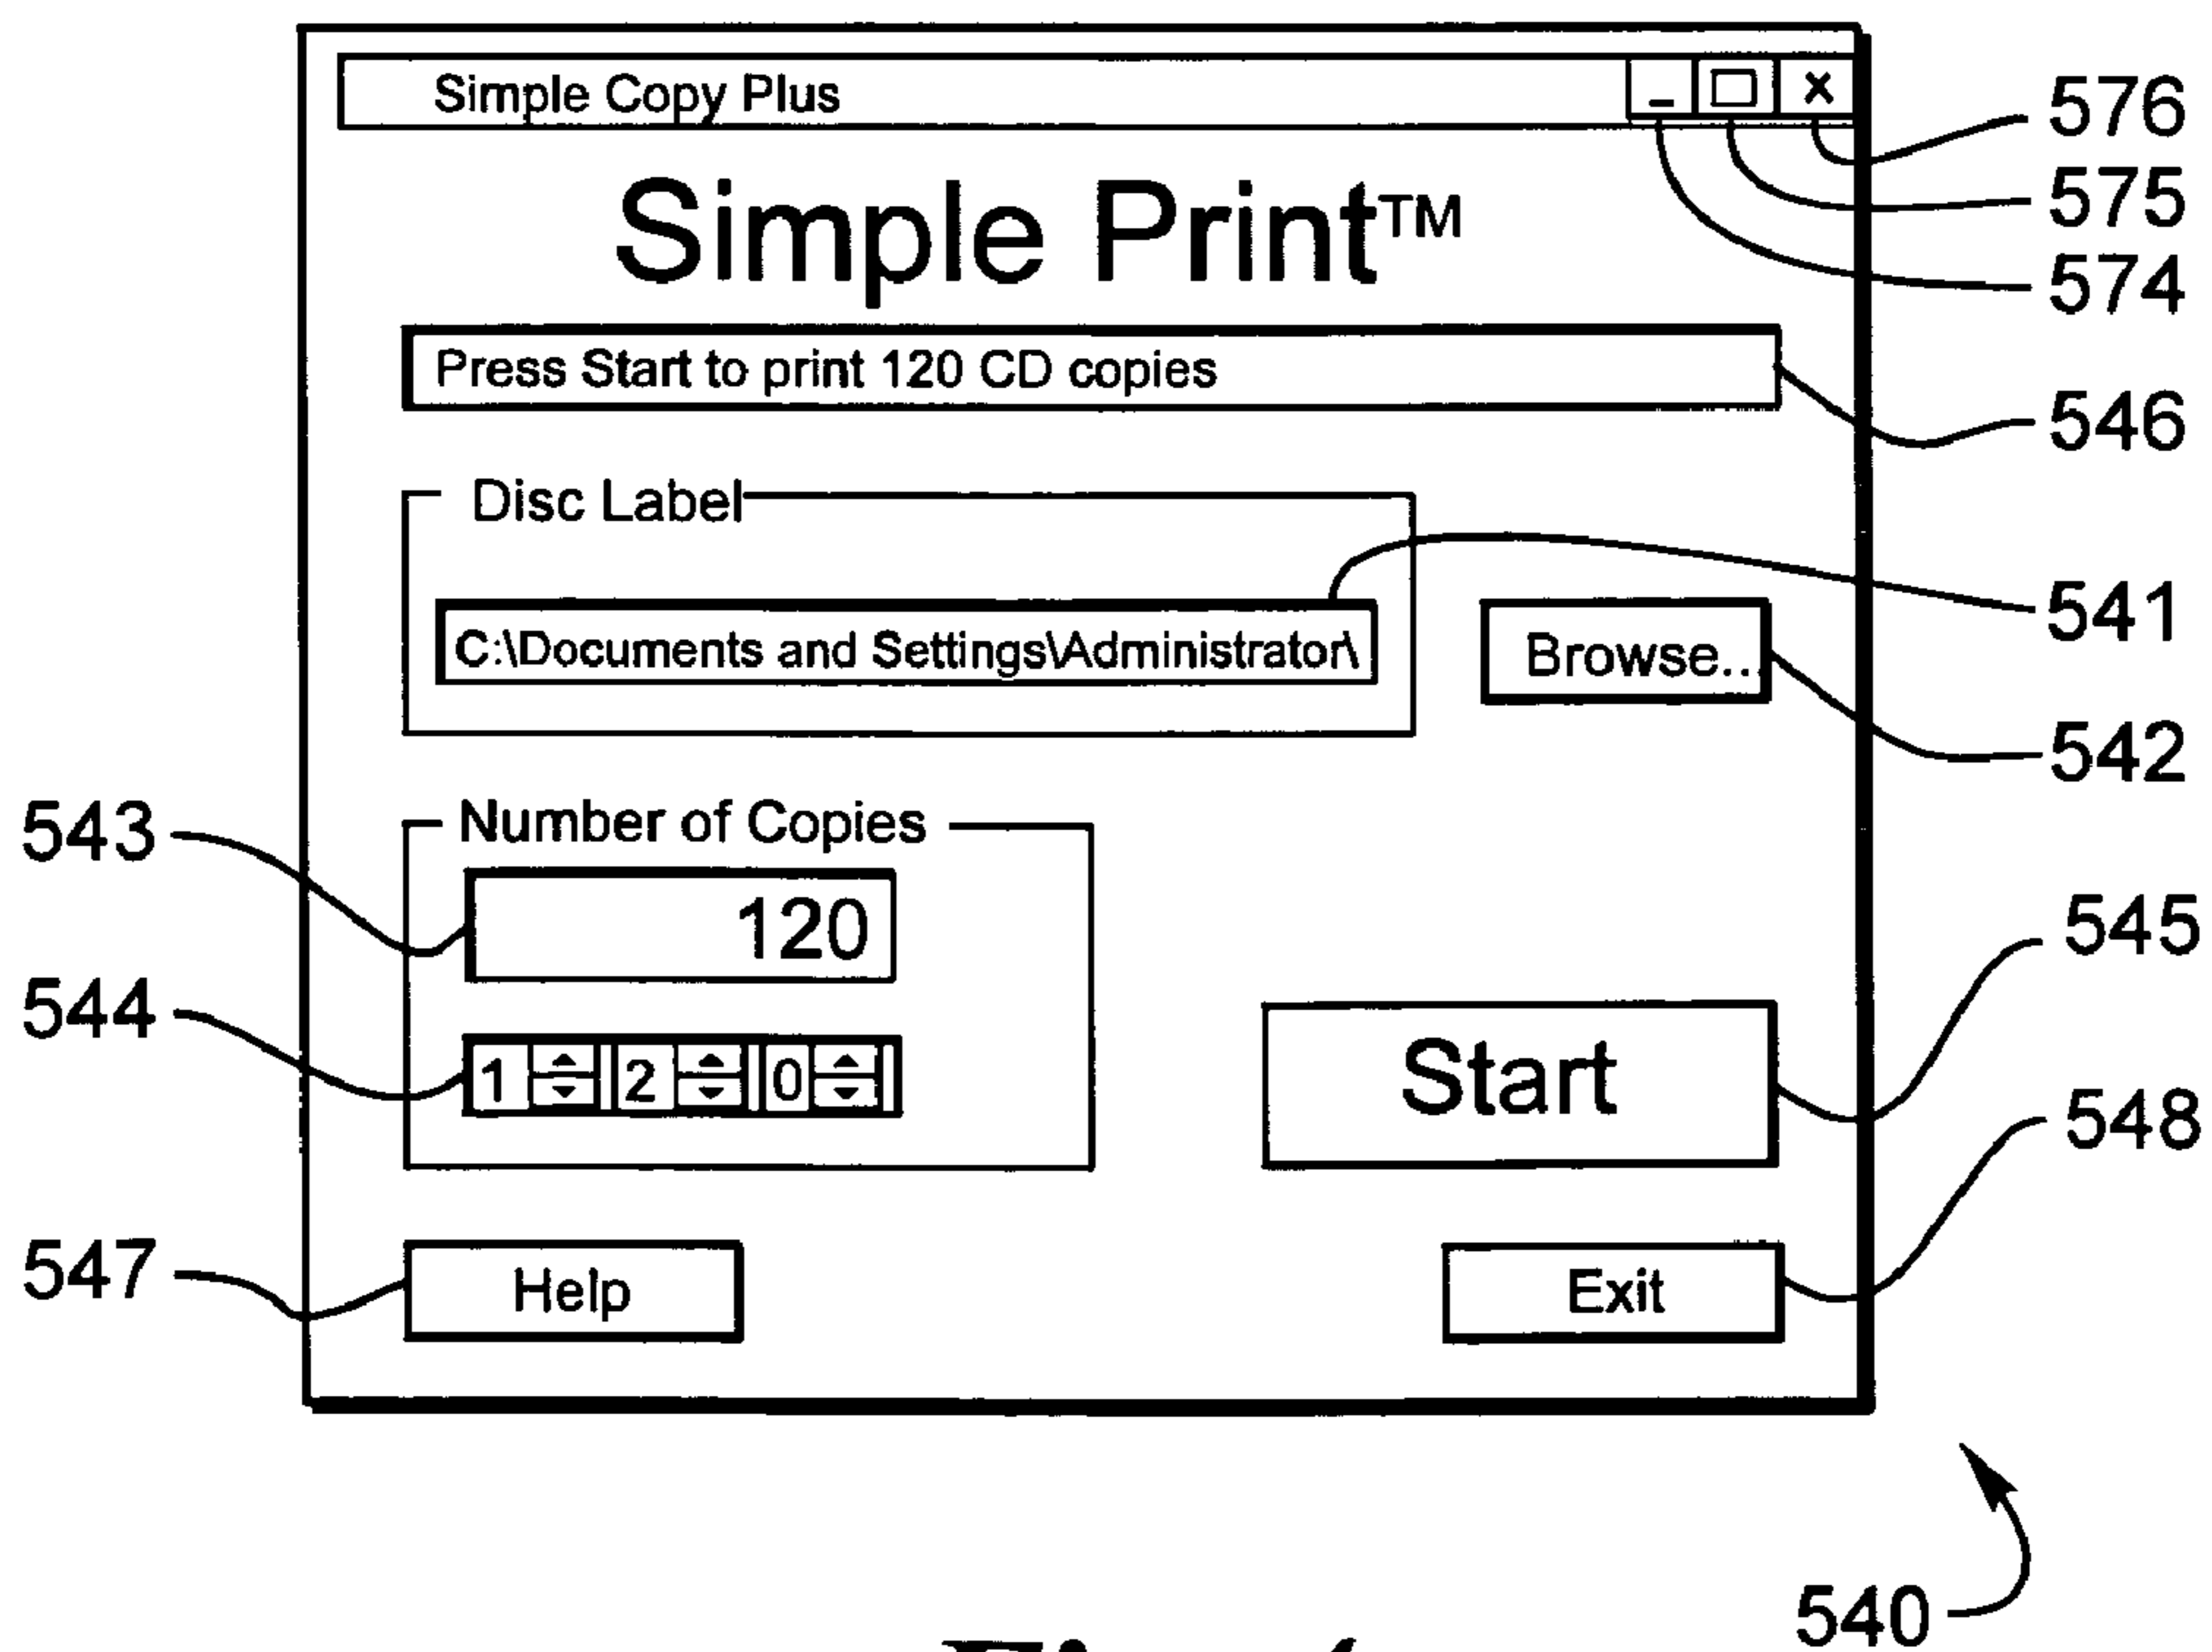 Simple Copy Plus
_ □ X
576
575
574
Simple Print™
Press Start to print 120 CD copies
546
Disc Label
541
C:\Documents and Settings\Administrator\
Browse...
542
543
Number of Copies
120
544
1 2 0
Start
545
548
547
Help
Exit
540